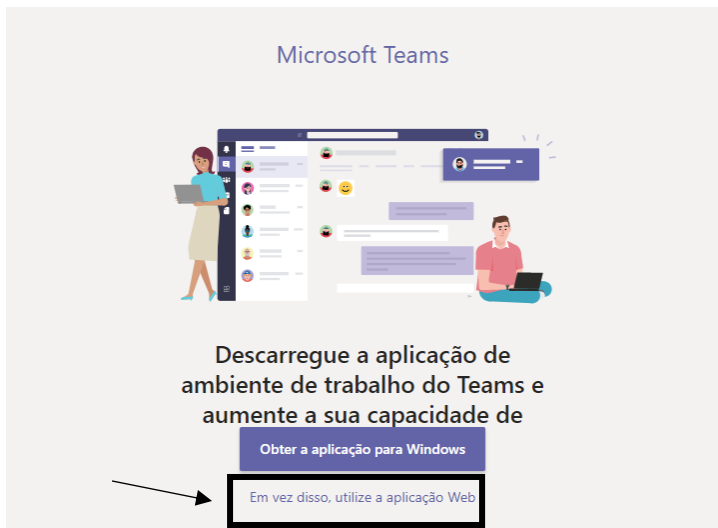 Microsoft Teams
Descarregue a aplicação de
ambiente de trabalho do Teams e
aumente a sua capacidade de
Obter a aplicação para Windows
Em vez disso, utilize a aplicação Web